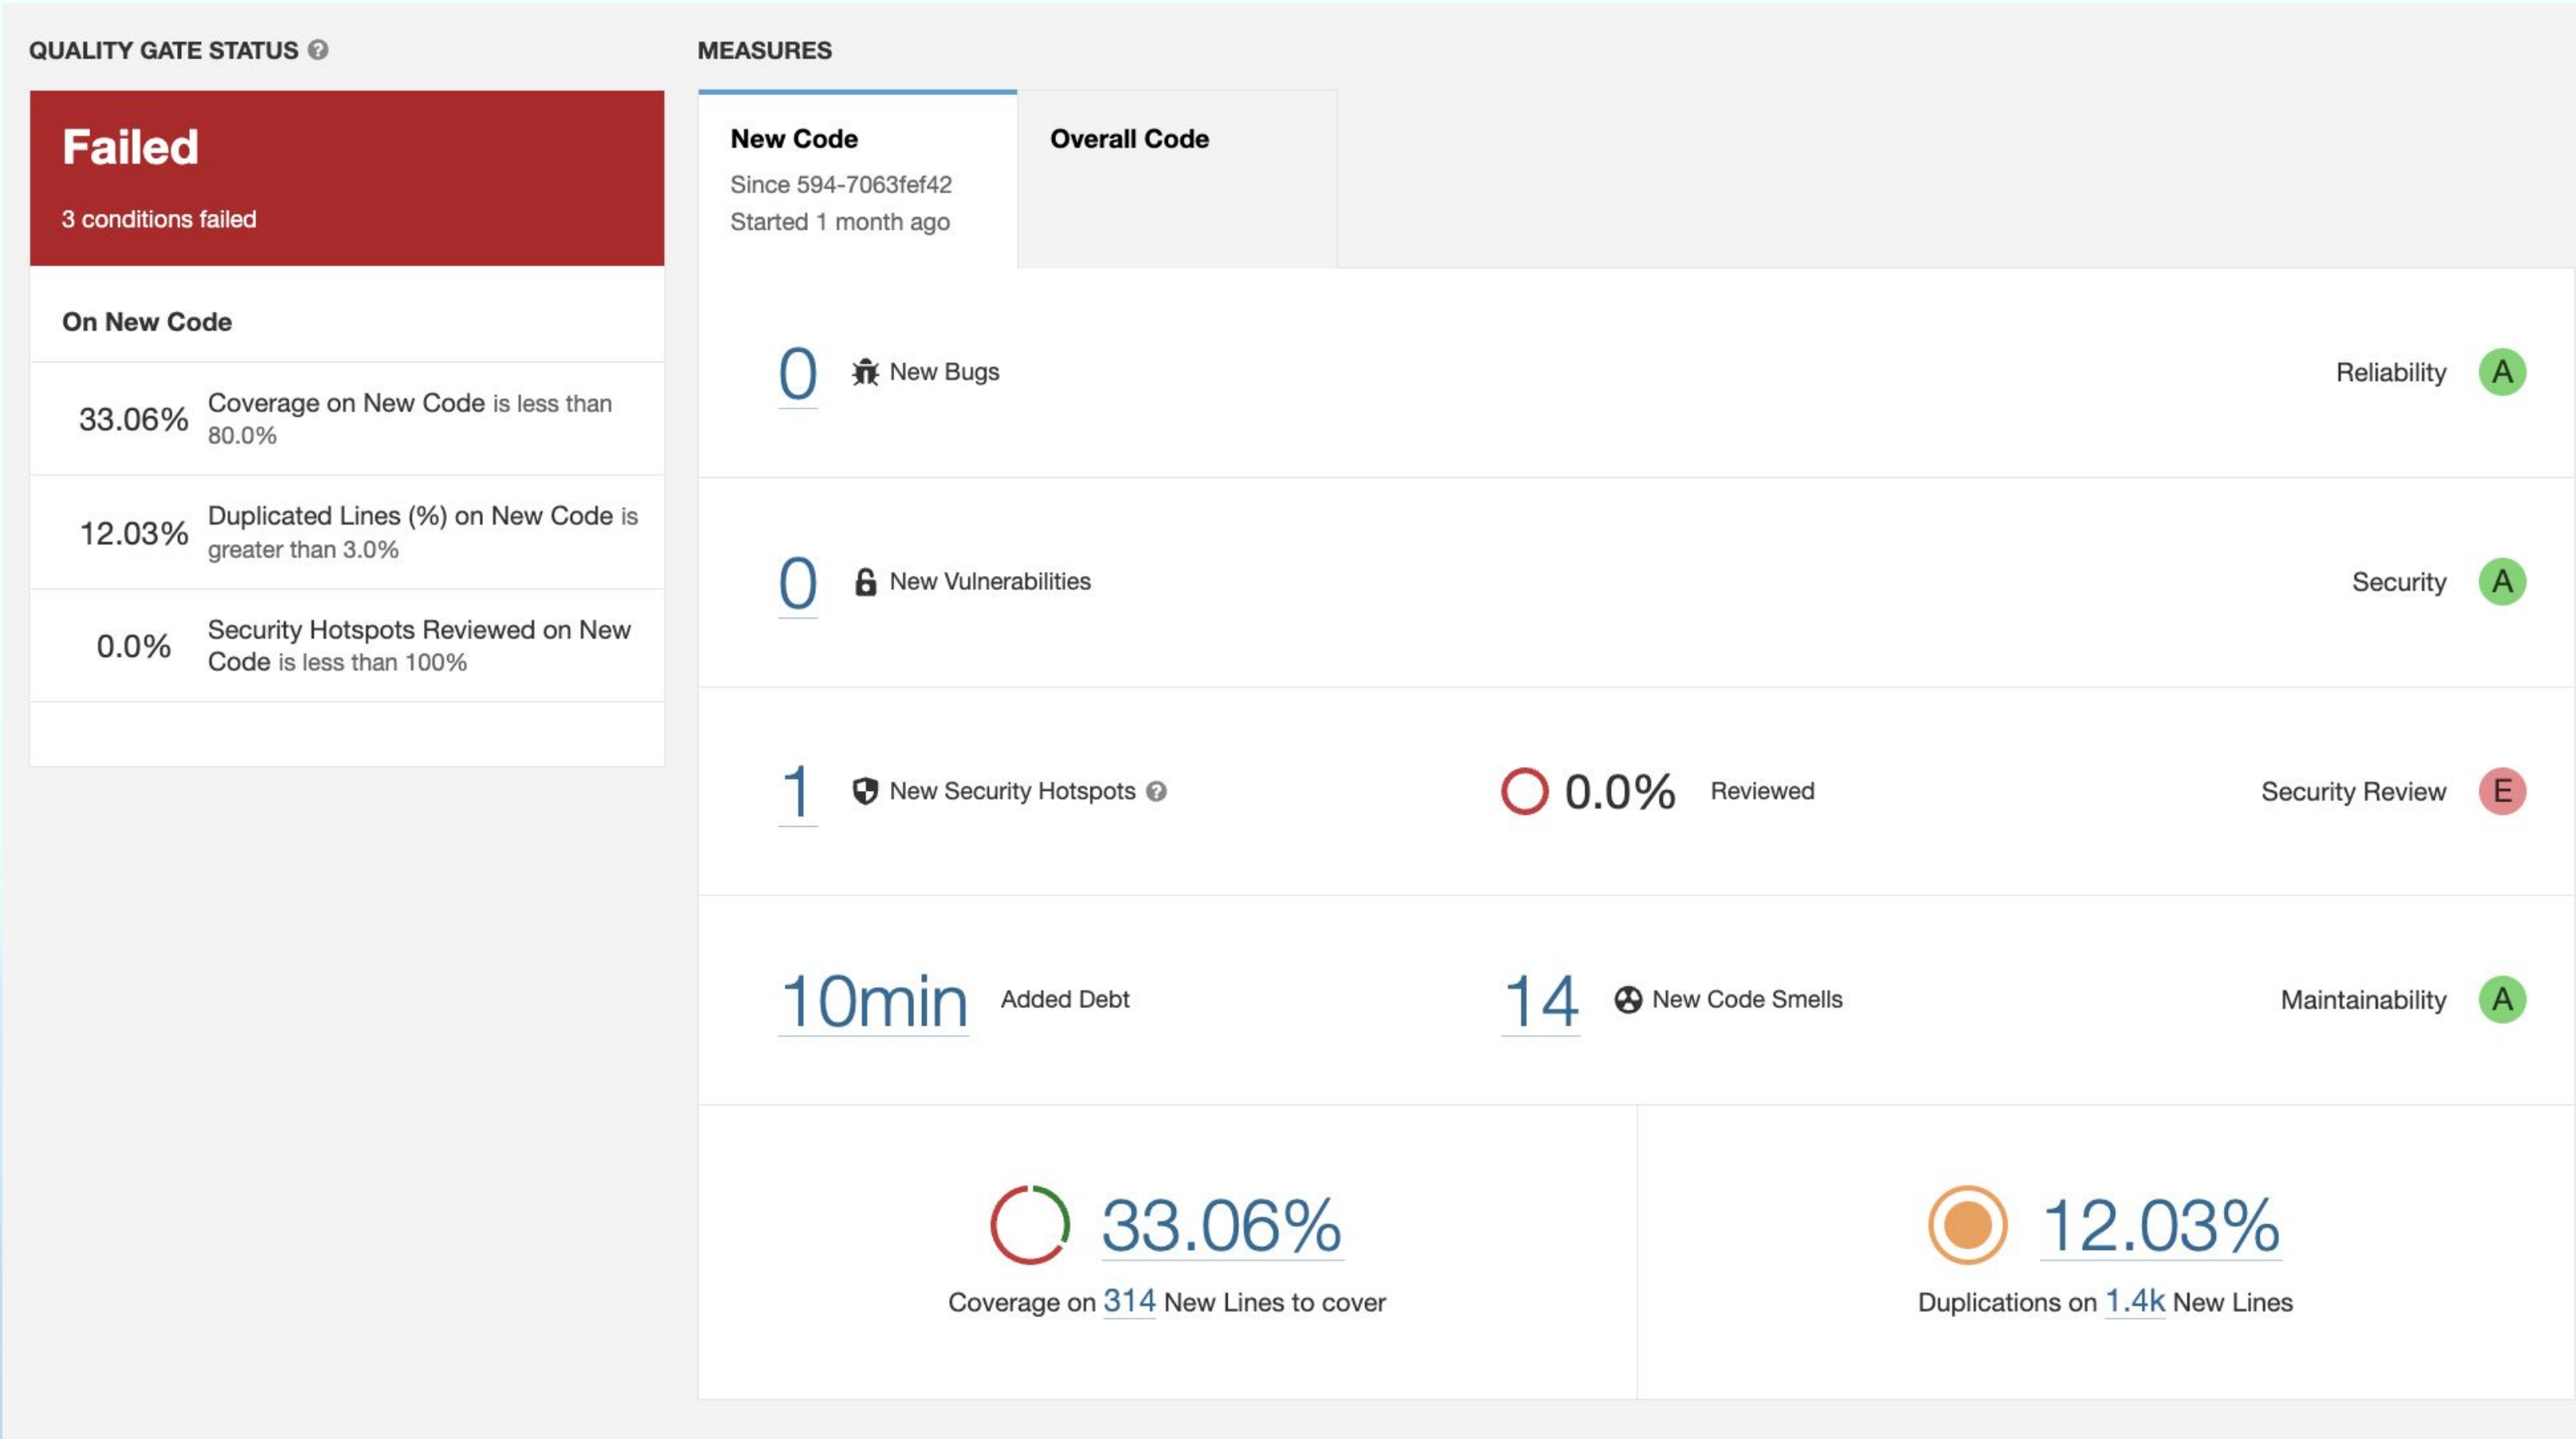 QUALITY GATE STATUS ?
Failed
3 conditions failed
On New Code
33.06%
Coverage on New Code is less than
80.0%
12.03%
Duplicated Lines (%) on New Code is
greater than 3.0%
0.0%
Security Hotspots Reviewed on New
Code is less than 100%
MEASURES
New Code
Since 594-7063fef42
Started 1 month ago
Overall Code
0 New Bugs
Reliability A
0 New Vulnerabilities
Security A
1 New Security Hotspots ?
0.0% Reviewed
Security Review E
10min Added Debt
14 New Code Smells
Maintainability A
33.06%
Coverage on 314 New Lines to cover
12.03%
Duplications on 1.4k New Lines